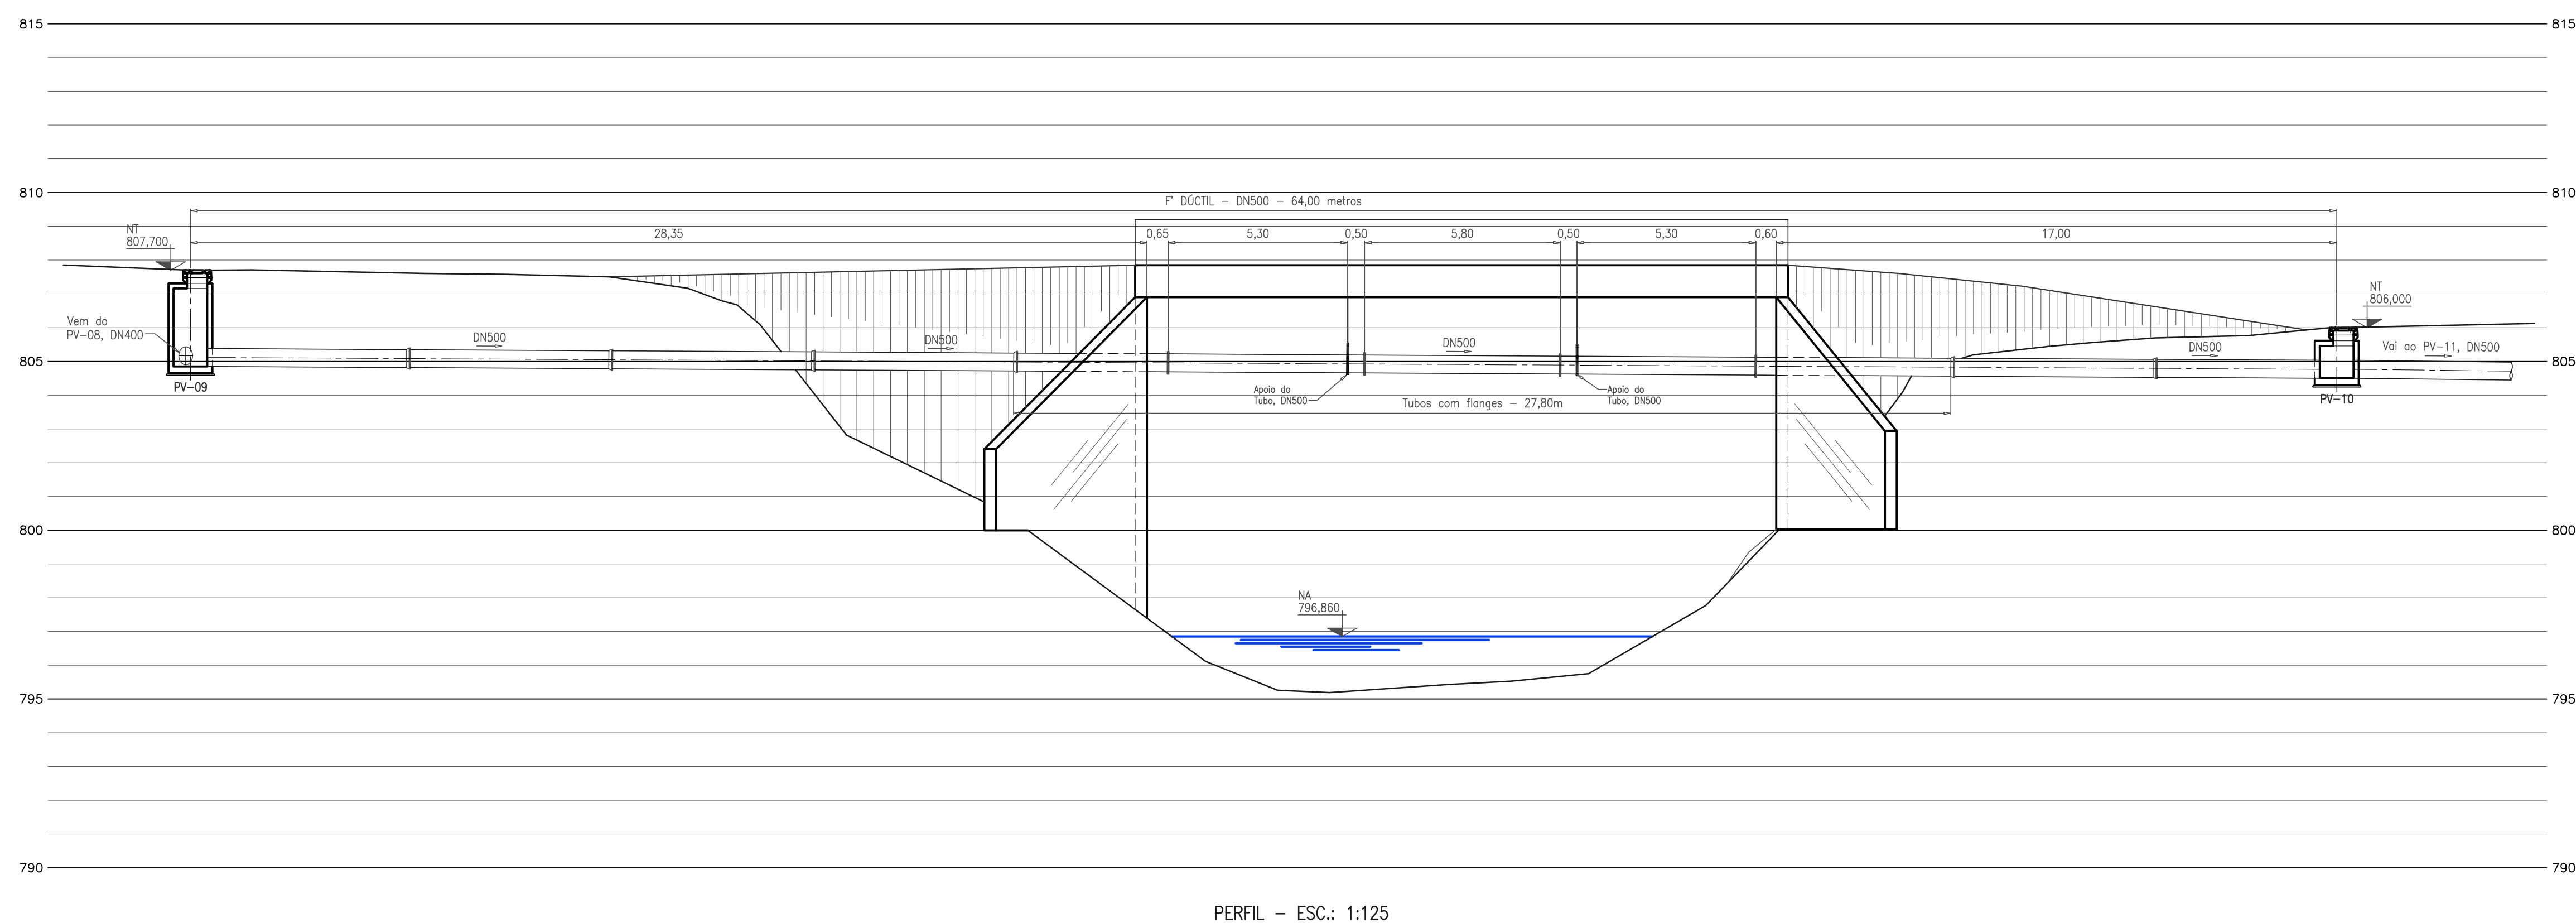 815
815
810
810
F° DÚCTIL – DN500 – 64,00 metros
28,35
0,65
5,30
0,50
5,80
0,50
5,30
0,60
17,00
NT
807,700
NT
806,000
Vem do
PV–08, DN400
DN500
DN500
DN500
DN500
Vai ao PV–11, DN500
805
805
PV–09
PV–10
Apoio do
Tubo, DN500
Apoio do
Tubo, DN500
Tubos com flanges – 27,80m
800
800
NA
796,860
795
795
790
790
PERFIL – ESC.: 1:125